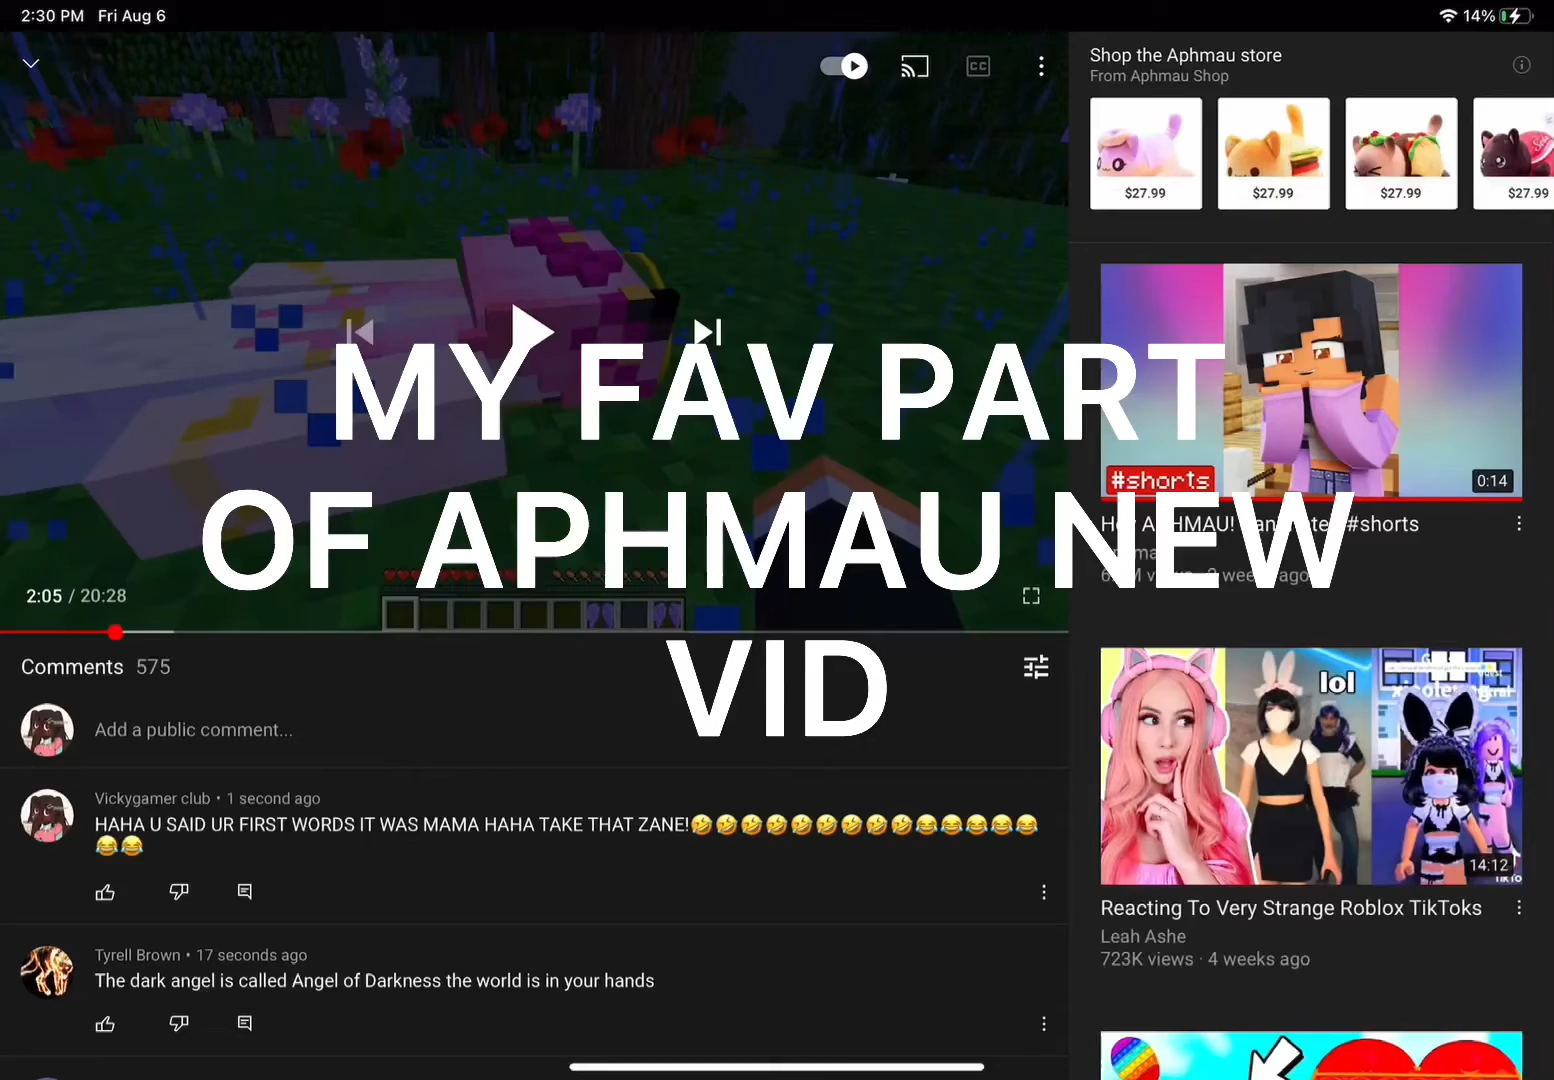 2:30 PM Fri Aug 6
14%
CC
Shop the Aphmau store
From Aphmau Shop
$27.99
$27.99
$27.99
$27.99
MY FAV PART
OF APHMAU NEW
VID
#shorts
0:14
APHMAU! #shorts
ago
2:05 / 20:28
Comments 575
Add a public comment...
Vickygamer club • 1 second ago
HAHA U SAID UR FIRST WORDS IT WAS MAMA HAHA TAKE THAT ZANE!🤣🤣🤣🤣🤣🤣🤣🤣🤣😂😂😂😂😂
😂😂
Tyrell Brown • 17 seconds ago
The dark angel is called Angel of Darkness the world is in your hands
lol
14:12
Reacting To Very Strange Roblox TikToks
Leah Ashe
723K views · 4 weeks ago